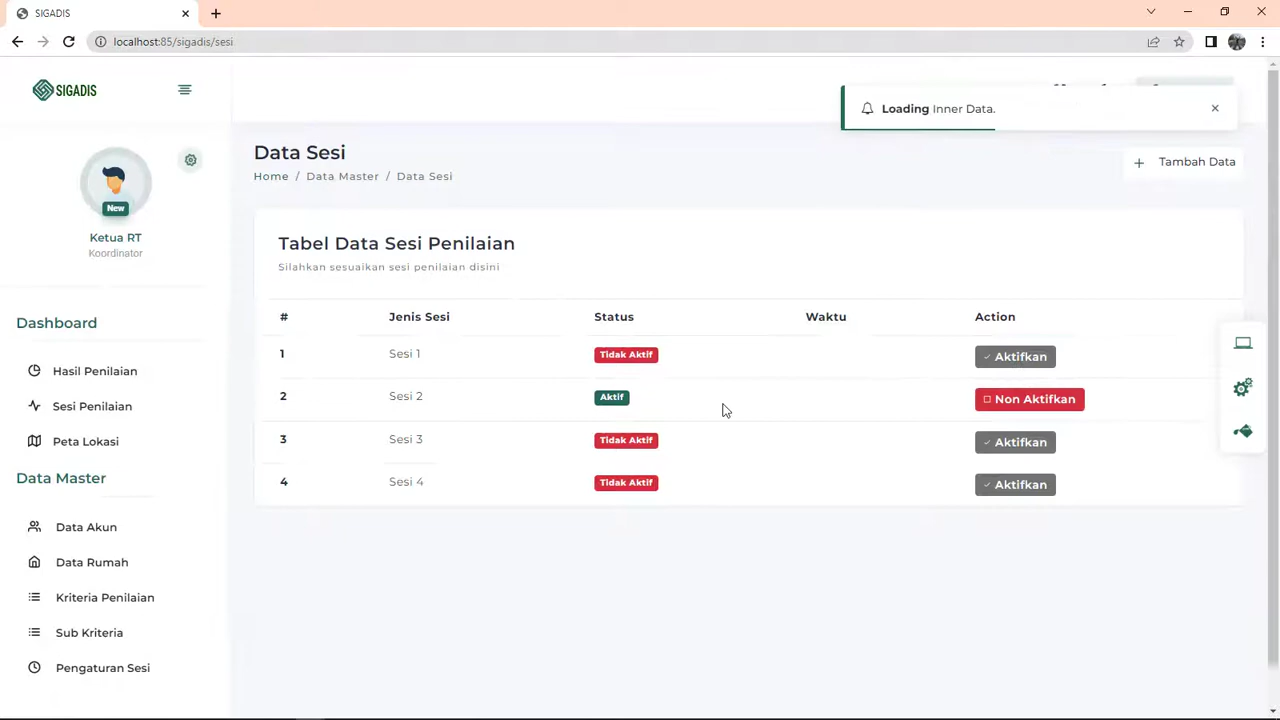 SIGADIS
localhost:85/sigadis/sesi
SIGADIS
Loading Inner Data.
New
Ketua RT
Koordinator
Dashboard
Hasil Penilaian
Sesi Penilaian
Peta Lokasi
Data Master
Data Akun
Data Rumah
Kriteria Penilaian
Sub Kriteria
Pengaturan Sesi
Data Sesi
Home / Data Master / Data Sesi
Tambah Data
Tabel Data Sesi Penilaian
Silahkan sesuaikan sesi penilaian disini
# Jenis Sesi Status Waktu Action
1 Sesi 1 Tidak Aktif Aktifkan
2 Sesi 2 Aktif Non Aktifkan
3 Sesi 3 Tidak Aktif Aktifkan
4 Sesi 4 Tidak Aktif Aktifkan